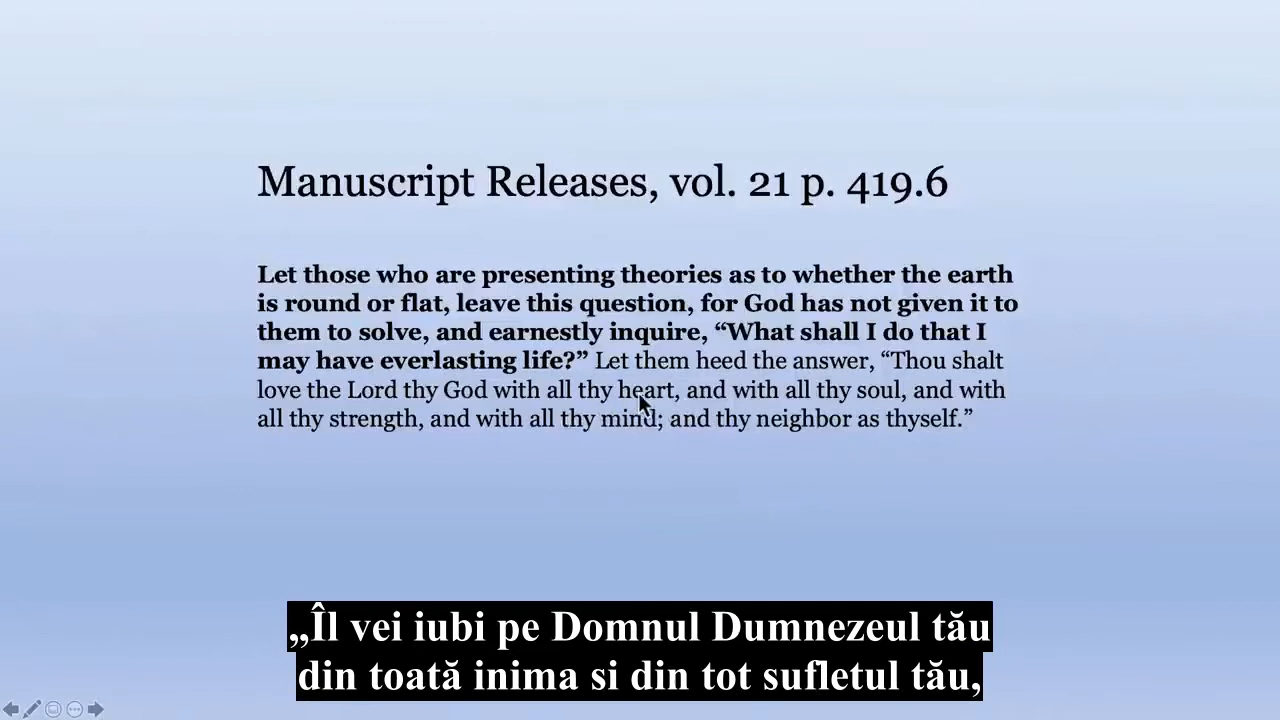 Manuscript Releases, vol. 21 p. 419.6
Let those who are presenting theories as to whether the earth
is round or flat, leave this question, for God has not given it to
them to solve, and earnestly inquire, “What shall I do that I
may have everlasting life?” Let them heed the answer, “Thou shalt
love the Lord thy God with all thy heart, and with all thy soul, and with
all thy strength, and with all thy mind; and thy neighbor as thyself.”
„Îl vei iubi pe Domnul Dumnezeul tău
din toată inima si din tot sufletul tău,